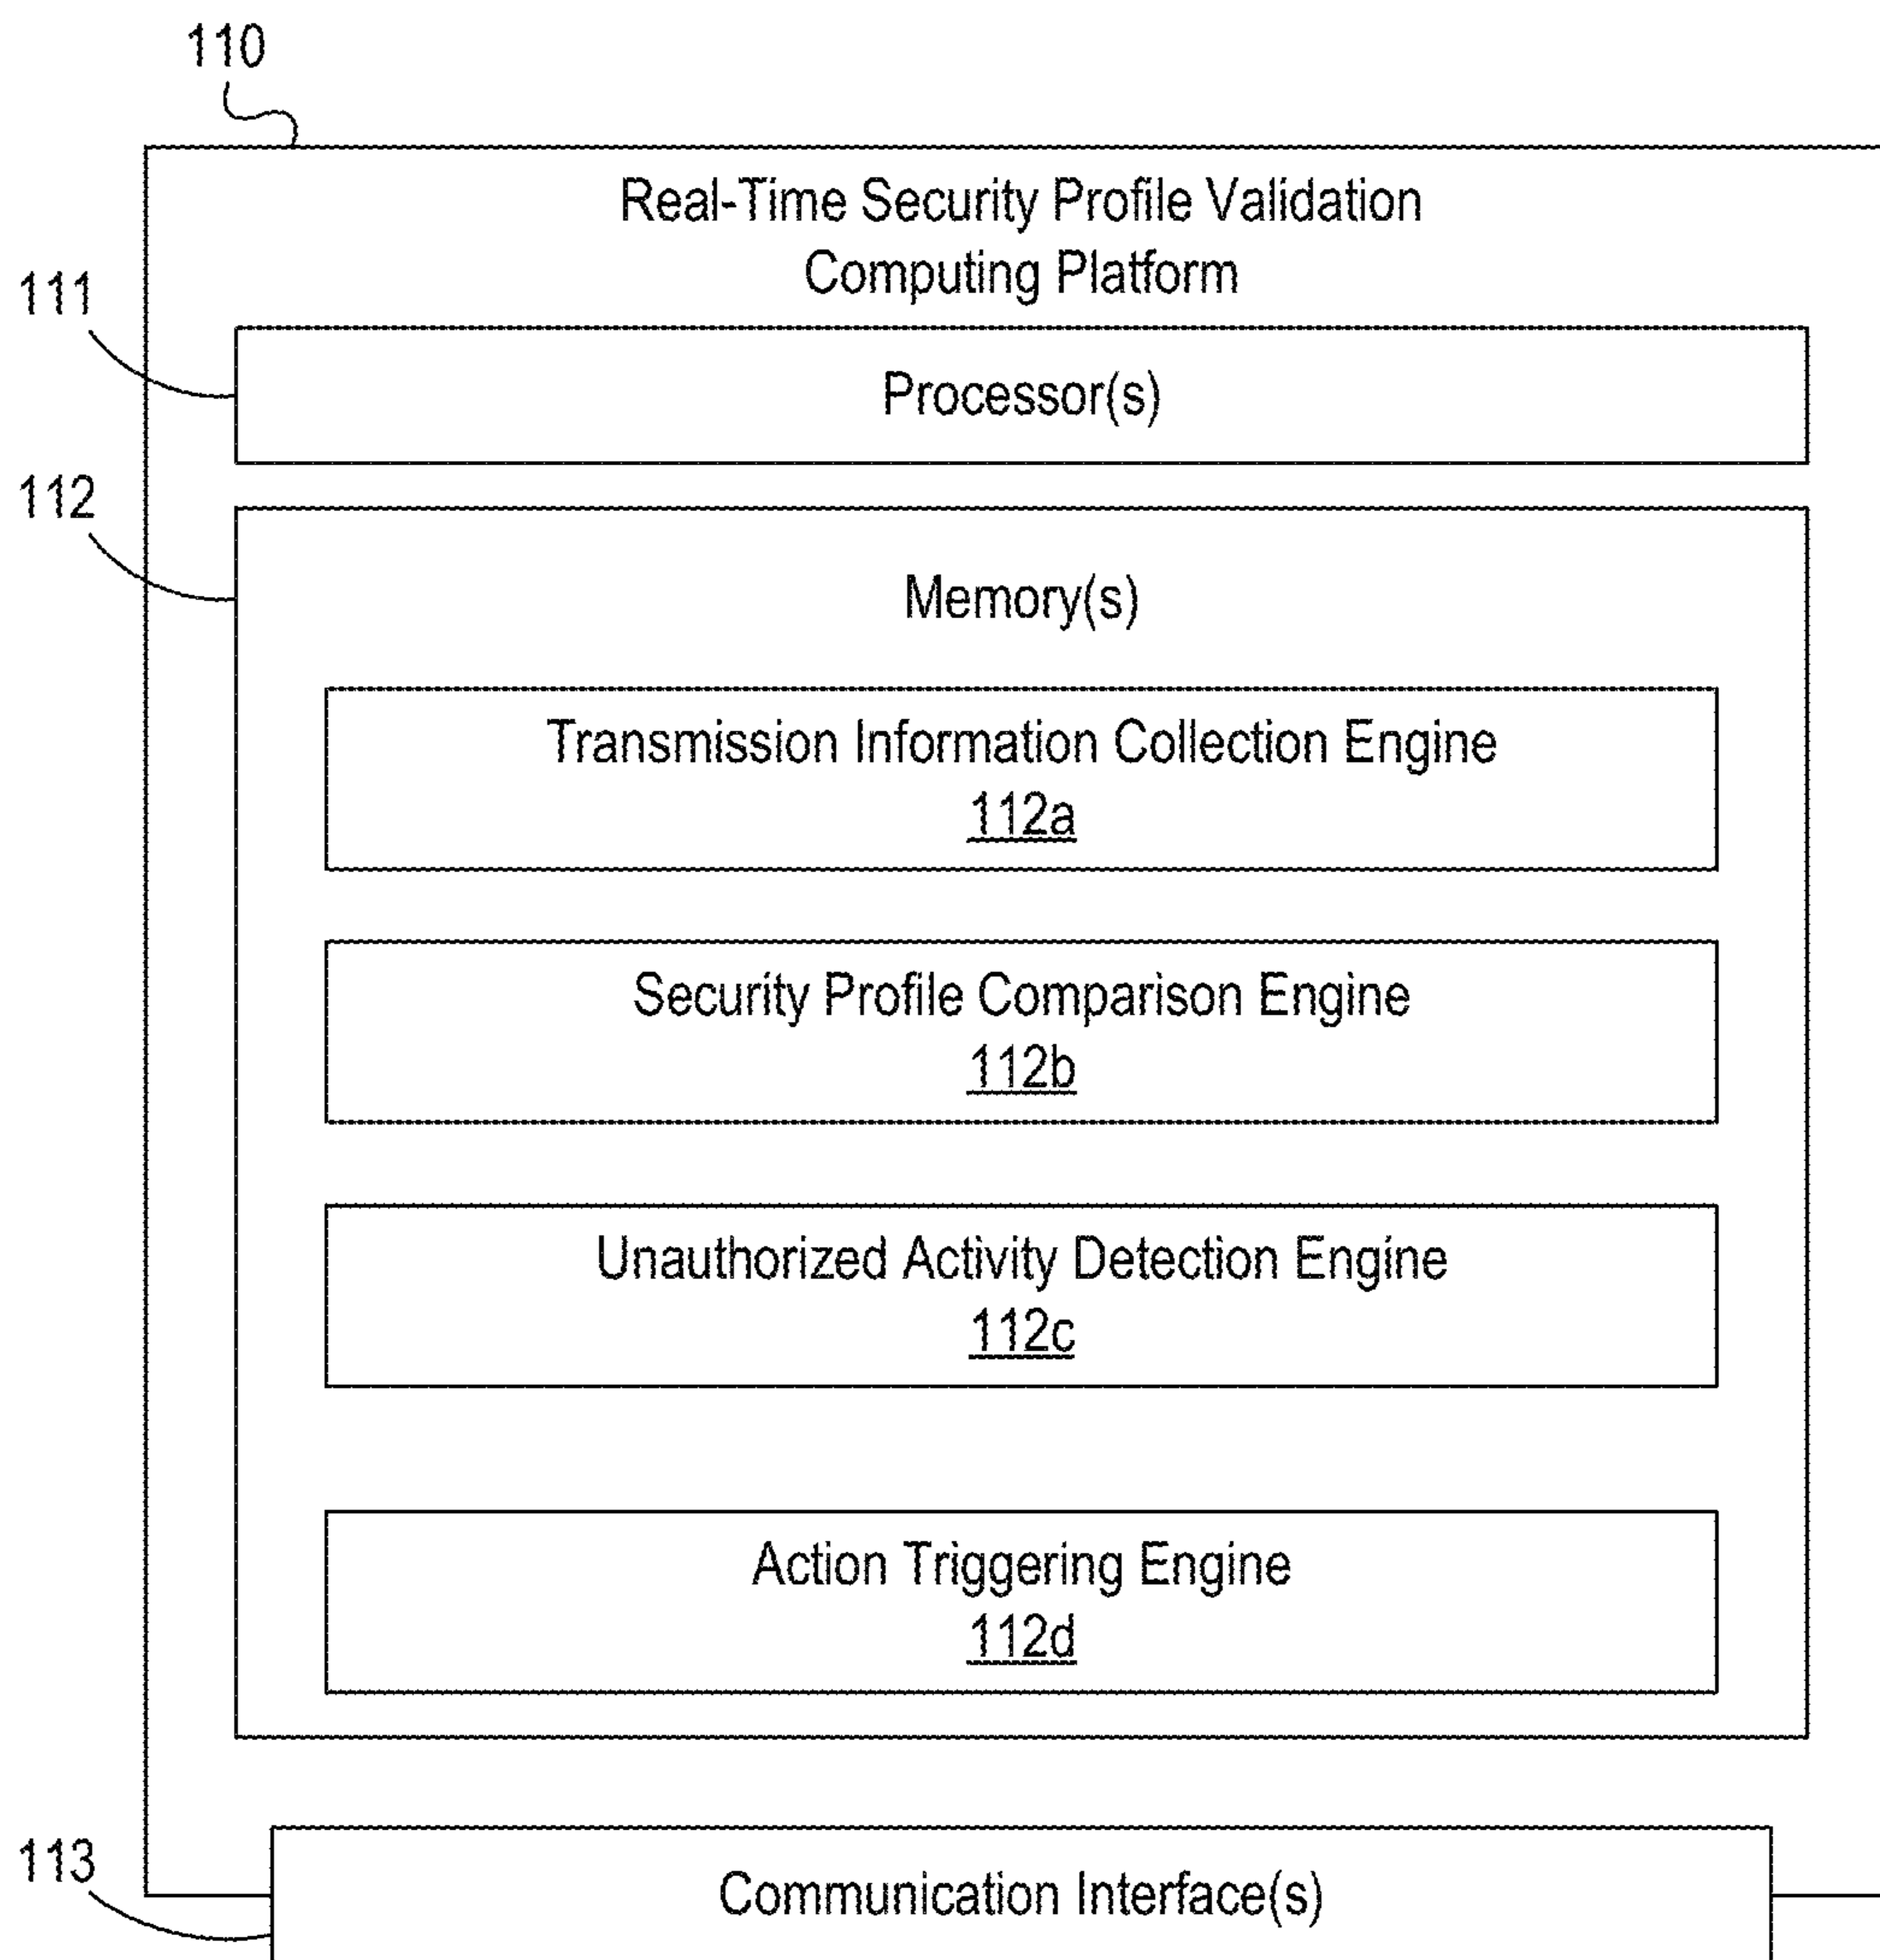 110
Real-Time Security Profile Validation
Computing Platform
111
Processor(s)
112
Memory(s)
Transmission Information Collection Engine
112a
Security Profile Comparison Engine
112b
Unauthorized Activity Detection Engine
112c
Action Triggering Engine
112d
113
Communication Interface(s)